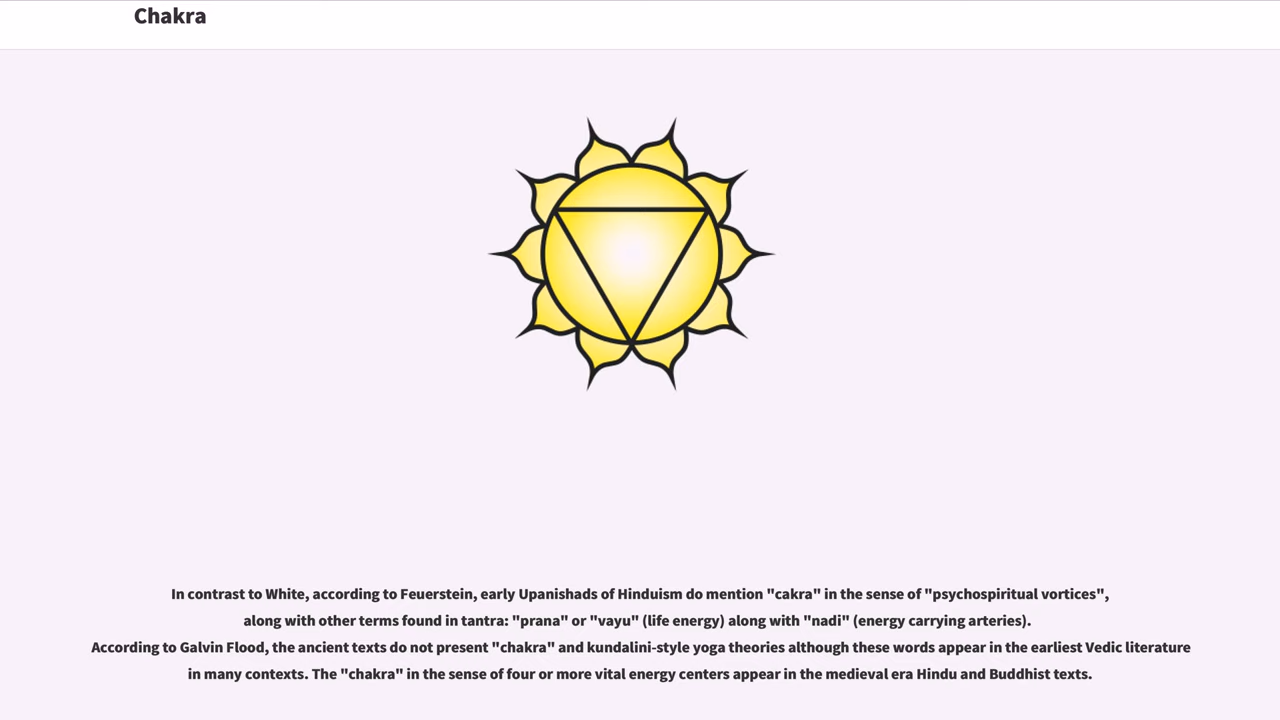 Chakra
In contrast to White, according to Feuerstein, early Upanishads of Hinduism do mention "cakra" in the sense of "psychospiritual vortices",
along with other terms found in tantra: "prana" or "vayu" (life energy) along with "nadi" (energy carrying arteries).
According to Galvin Flood, the ancient texts do not present "chakra" and kundalini-style yoga theories although these words appear in the earliest Vedic literature
in many contexts. The "chakra" in the sense of four or more vital energy centers appear in the medieval era Hindu and Buddhist texts.